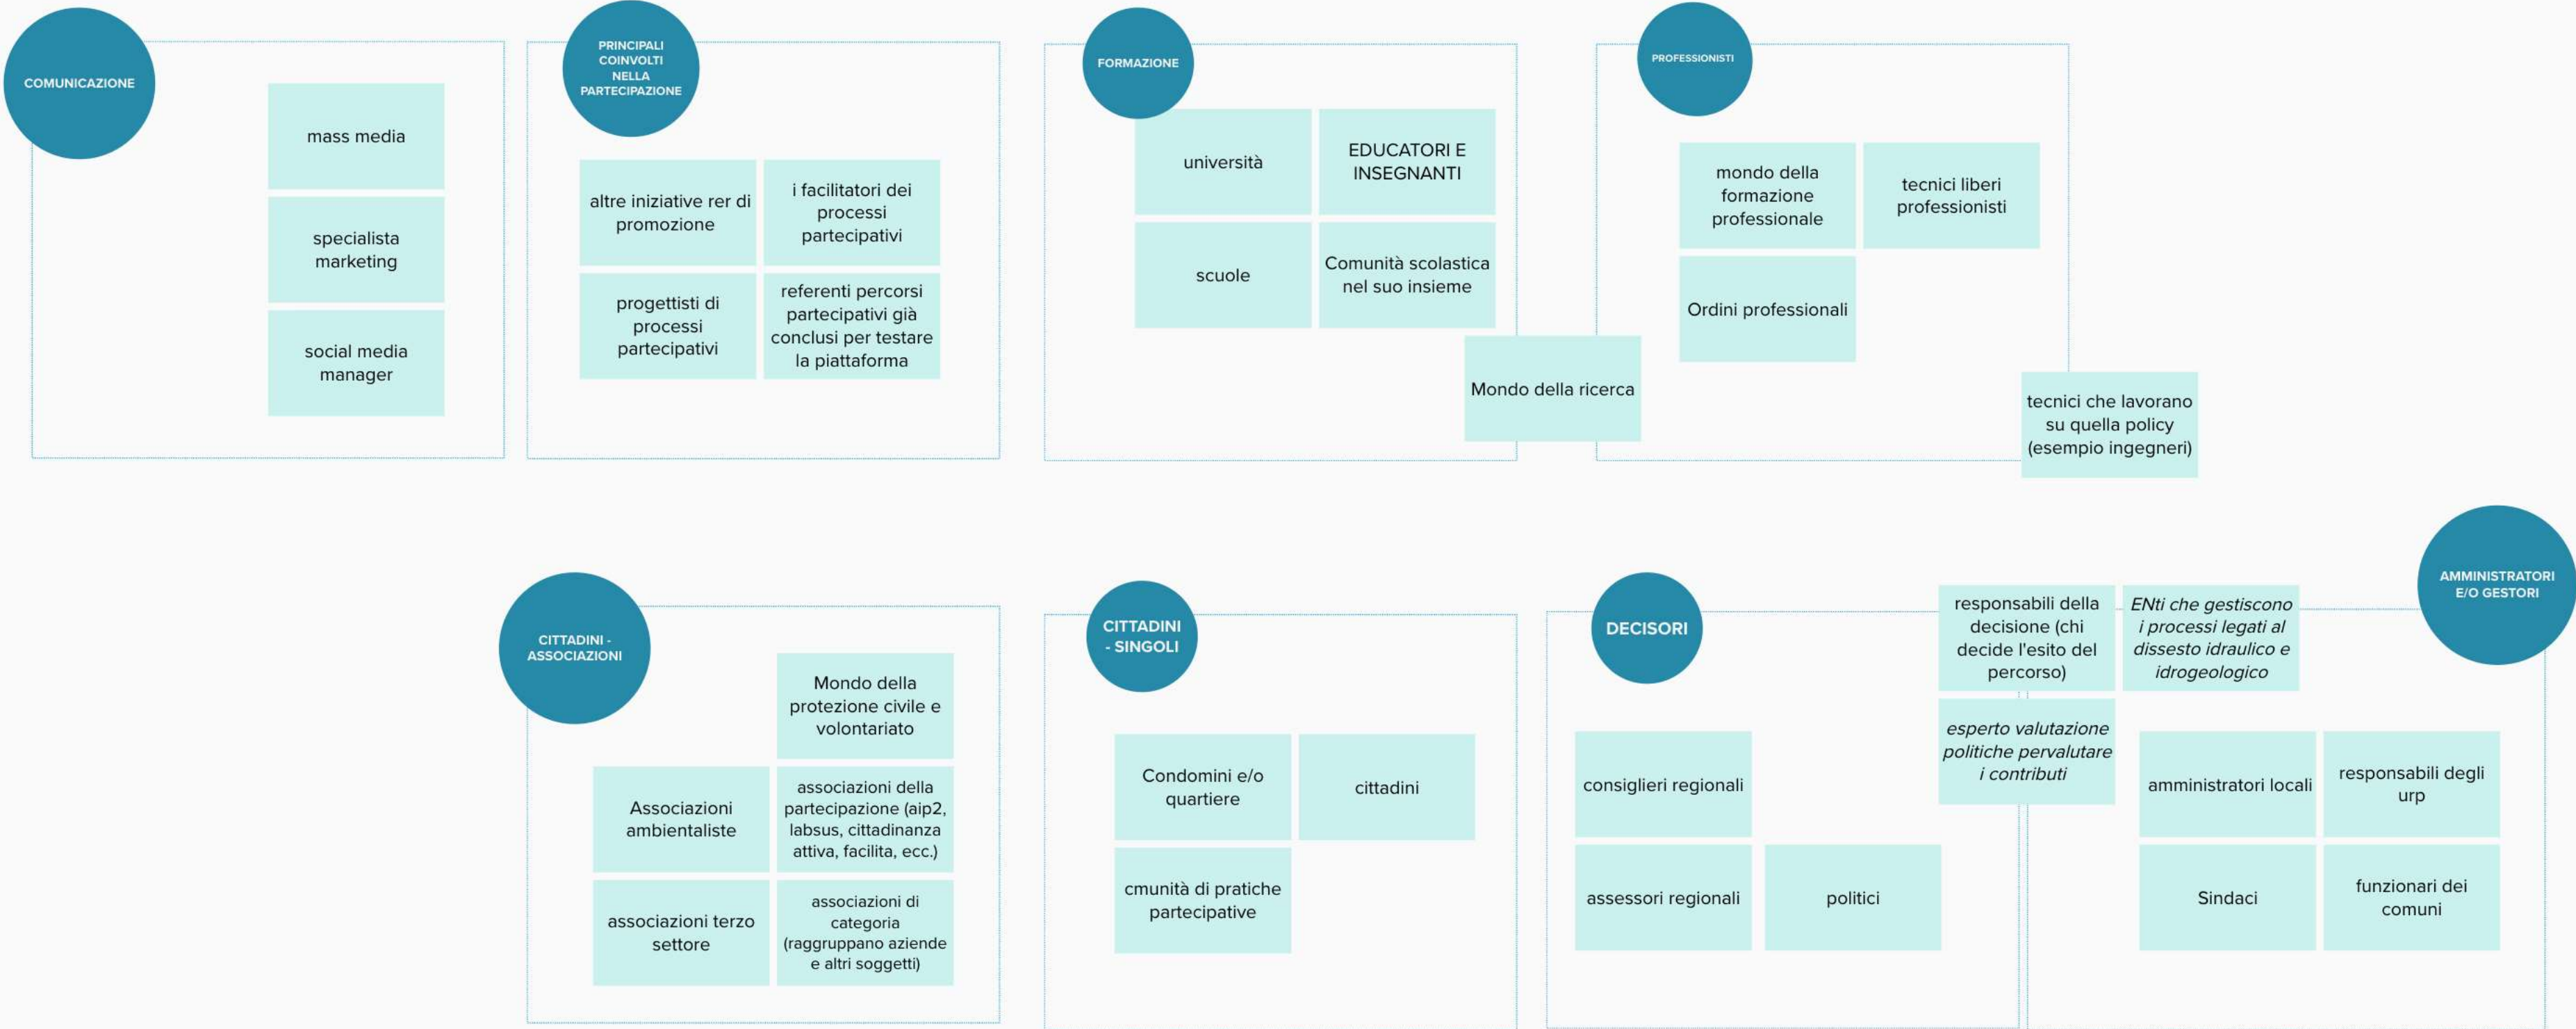 COMUNICAZIONE
mass media
specialista
marketing
social media
manager
PRINCIPALI
COINVOLTI
NELLA
PARTECIPAZIONE
altre iniziative rer di
promozione
i facilitatori dei
processi
partecipativi
progettisti di
processi
partecipativi
referenti percorsi
partecipativi già
conclusi per testare
la piattaforma
FORMAZIONE
università
EDUCATORI E
INSEGNANTI
scuole
Comunità scolastica
nel suo insieme
Mondo della ricerca
PROFESSIONISTI
mondo della
formazione
professionale
tecnici liberi
professionisti
Ordini professionali
tecnici che lavorano
su quella policy
(esempio ingegneri)
CITTADINI -
ASSOCIAZIONI
Mondo della
protezione civile e
volontariato
Associazioni
ambientaliste
associazioni della
partecipazione (aip2,
labsus, cittadinanza
attiva, facilita, ecc.)
associazioni terzo
settore
associazioni di
categoria
(raggruppano aziende
e altri soggetti)
CITTADINI
- SINGOLI
Condomini e/o
quartiere
cittadini
cmunità di pratiche
partecipative
DECISORI
responsabili della
decisione (chi
decide l'esito del
percorso)
esperto valutazione
politiche pervalutare
i contributi
consiglieri regionali
assessori regionali
politici
AMMINISTRATORI
E/O GESTORI
ENti che gestiscono
i processi legati al
dissesto idraulico e
idrogeologico
amministratori locali
responsabili degli
urp
Sindaci
funzionari dei
comuni